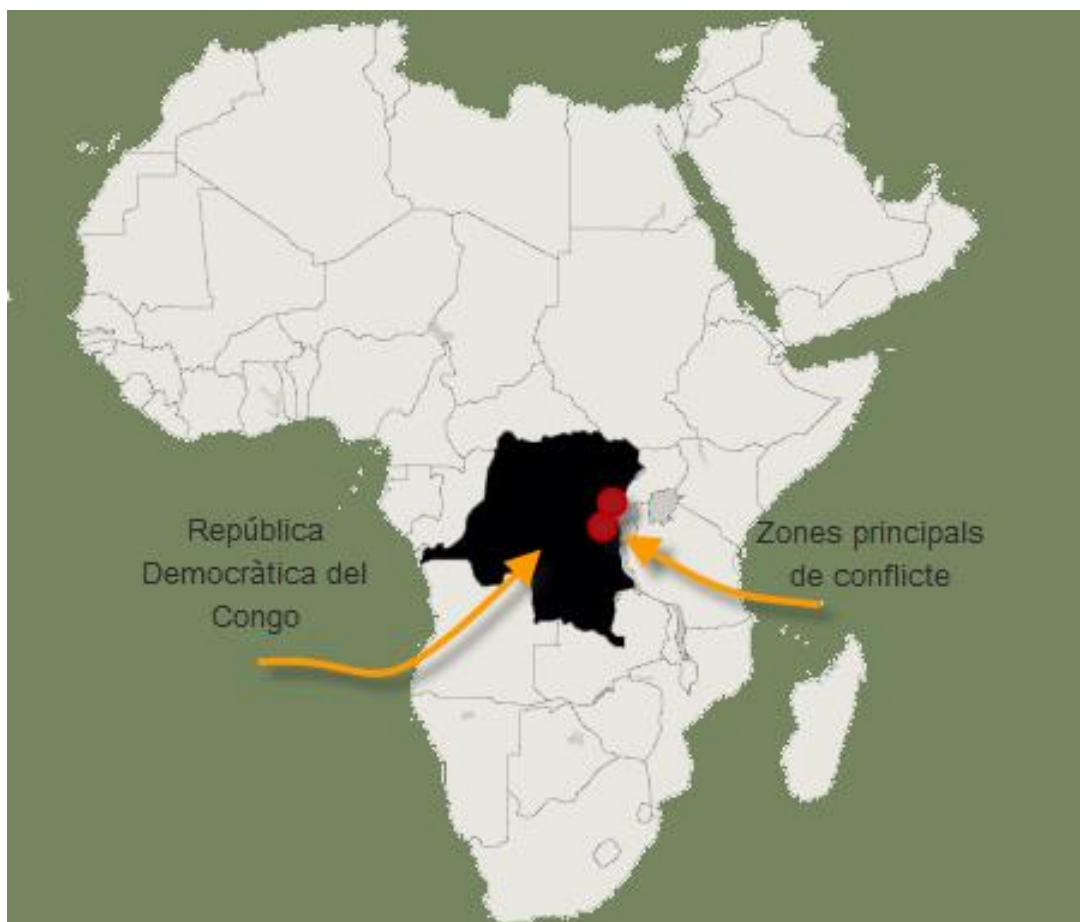 República
Democràtica del
Congo
Zones principals
de conflicte